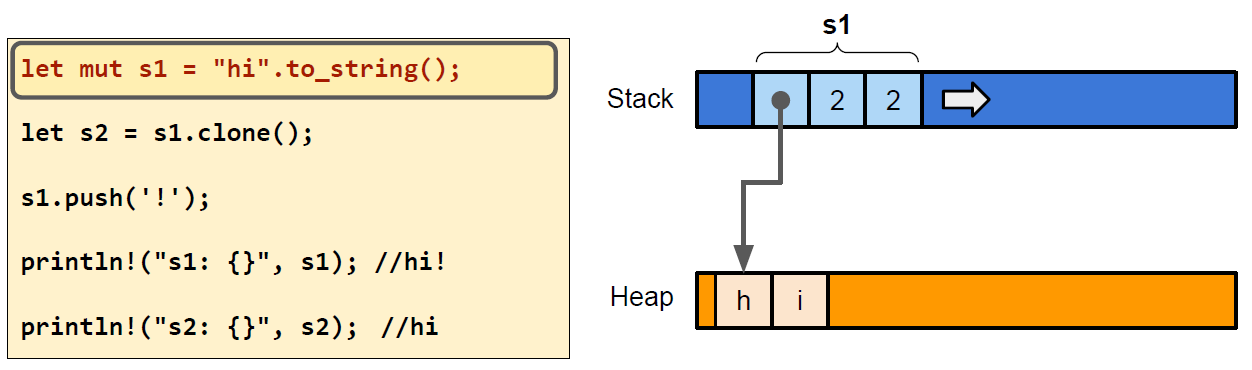 let mut s1 = "hi".to_string();
let s2 = s1.clone();
s1.push('!');
println!("s1: {}", s1); //hi!
println!("s2: {}", s2); //hi
s1
Stack
2 2
Heap
h i